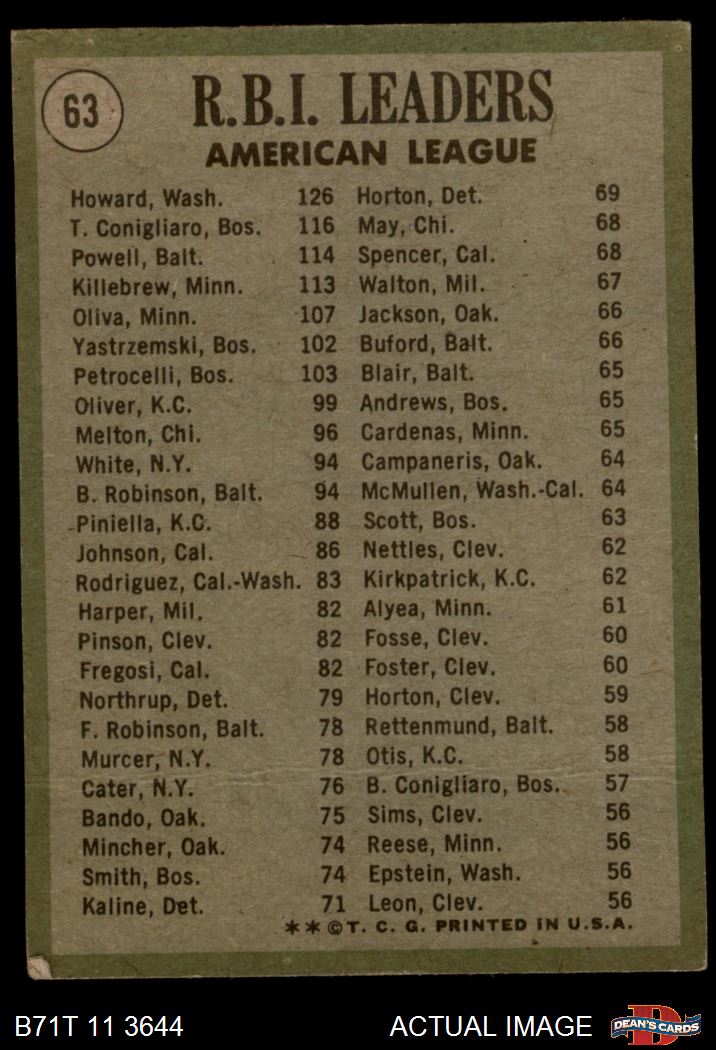 63
R.B.I. LEADERS
AMERICAN LEAGUE
Howard, Wash. 126
T. Conigliaro, Bos. 116
Powell, Balt. 114
Killebrew, Minn. 113
Oliva, Minn. 107
Yastrzemski, Bos. 102
Petrocelli, Bos. 103
Oliver, K.C. 99
Melton, Chi. 96
White, N.Y. 94
B. Robinson, Balt. 94
Piniella, K.C. 88
Johnson, Cal. 86
Rodriguez, Cal.-Wash. 83
Harper, Mil. 82
Pinson, Clev. 82
Fregosi, Cal. 82
Northrup, Det. 79
F. Robinson, Balt. 78
Murcer, N.Y. 78
Cater, N.Y. 76
Bando, Oak. 75
Mincher, Oak. 74
Smith, Bos. 74
Kaline, Det. 71
Horton, Det. 69
May, Chi. 68
Spencer, Cal. 68
Walton, Mil. 67
Jackson, Oak. 66
Buford, Balt. 66
Blair, Balt. 65
Andrews, Bos. 65
Cardenas, Minn. 65
Campaneris, Oak. 64
McMullen, Wash.-Cal. 64
Scott, Bos. 63
Nettles, Clev. 62
Kirkpatrick, K.C. 62
Alyea, Minn. 61
Fosse, Clev. 60
Foster, Clev. 60
Horton, Clev. 59
Rettenmund, Balt. 58
Otis, K.C. 58
B. Conigliaro, Bos. 57
Sims, Clev. 56
Reese, Minn. 56
Epstein, Wash. 56
Leon, Clev. 56
**©T. C. G. PRINTED IN U.S.A.
B71T 11 3644
ACTUAL IMAGE
D
DEAN'S CARDS